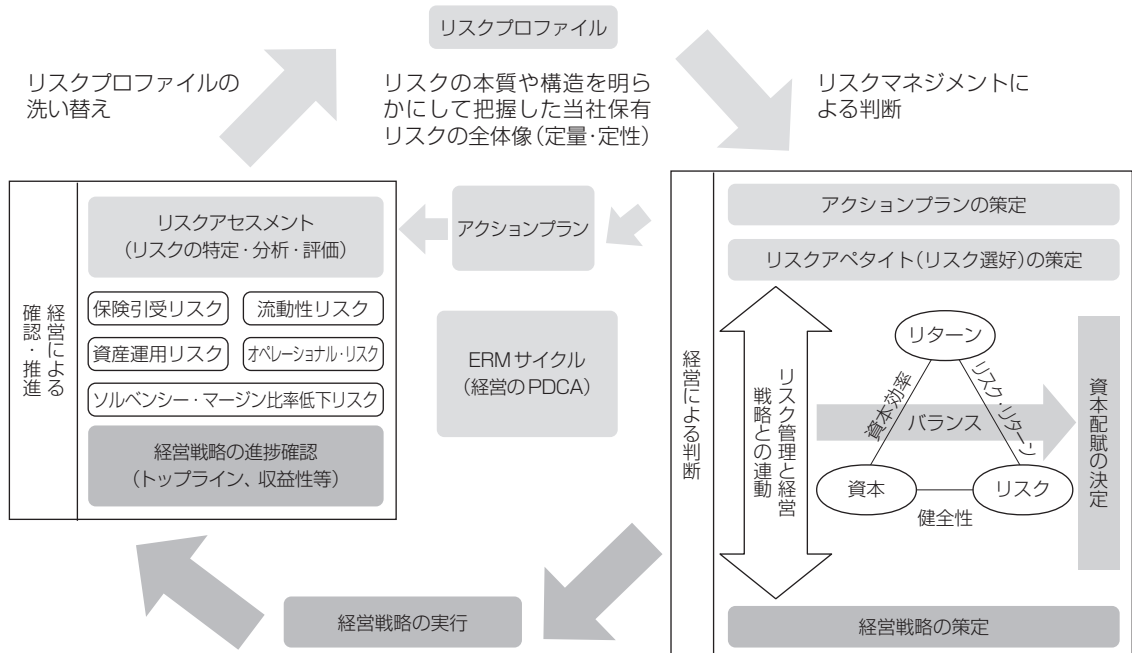 リスクプロファイル
リスクプロファイルの
洗い替え
リスクの本質や構造を明ら
かにして把握した当社保有
リスクの全体像(定量・定性)
リスクマネジメントに
よる判断
経営による
確認・推進
リスクアセスメント
(リスクの特定・分析・評価)
保険引受リスク
流動性リスク
資産運用リスク
オペレーショナル・リスク
ソルベンシー・マージン比率低下リスク
経営戦略の進捗確認
(トップライン、収益性等)
アクションプラン
ERMサイクル
(経営のPDCA)
経営による判断
アクションプランの策定
リスクアペタイト(リスク選好)の策定
リスク管理と経営
戦略との連動
リターン
資本効率
リスク・リターン
バランス
資本
リスク
健全性
資本配賦の決定
経営戦略の策定
経営戦略の実行